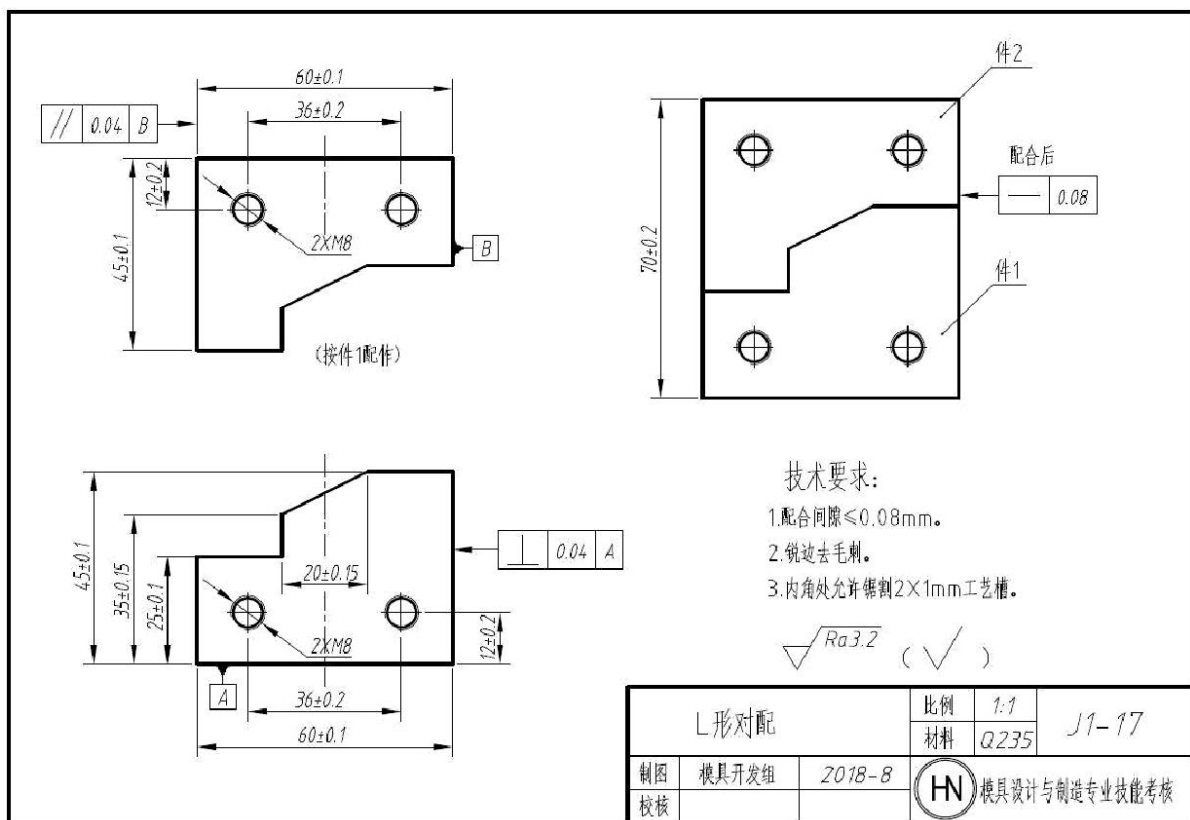 60±0.1
36±0.2
// 0.04 B
12±0.2
45±0.1
2XM8
B
(按件1配作)
件2
配合后
— 0.08
70±0.2
件1
45±0.1
35±0.15
25±0.1
20±0.15
⊥ 0.04 A
2XM8
12±0.2
A
36±0.2
60±0.1
技术要求:
1.配合间隙≤0.08mm。
2.锐边去毛刺。
3.内角处允许锯割2X1mm工艺槽。
Ra3.2 ( )
L形对配
比例 1:1
材料 Q235
J1-17
制图 模具开发组 2018-8
校核
HN 模具设计与制造专业技能考核